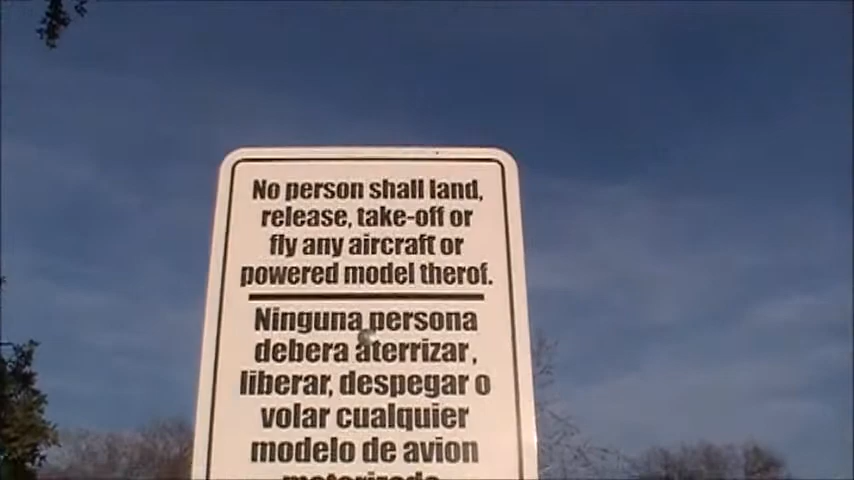 No person shall land,
release, take-off or
fly any aircraft or
powered model therof.
Ninguna persona
debera aterrizar,
liberar, despegar o
volar cualquier
modelo de avion
motorizado